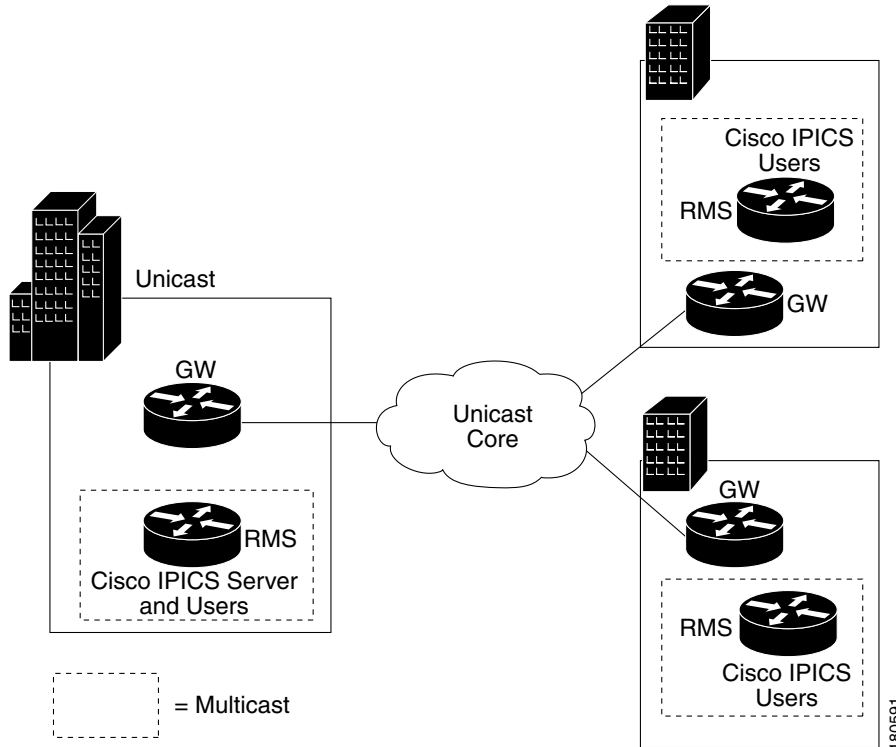 Cisco IPICS
Users
RMS
GW
Unicast
GW
Unicast
Core
RMS
Cisco IPICS Server
and Users
GW
RMS
Cisco IPICS
Users
= Multicast